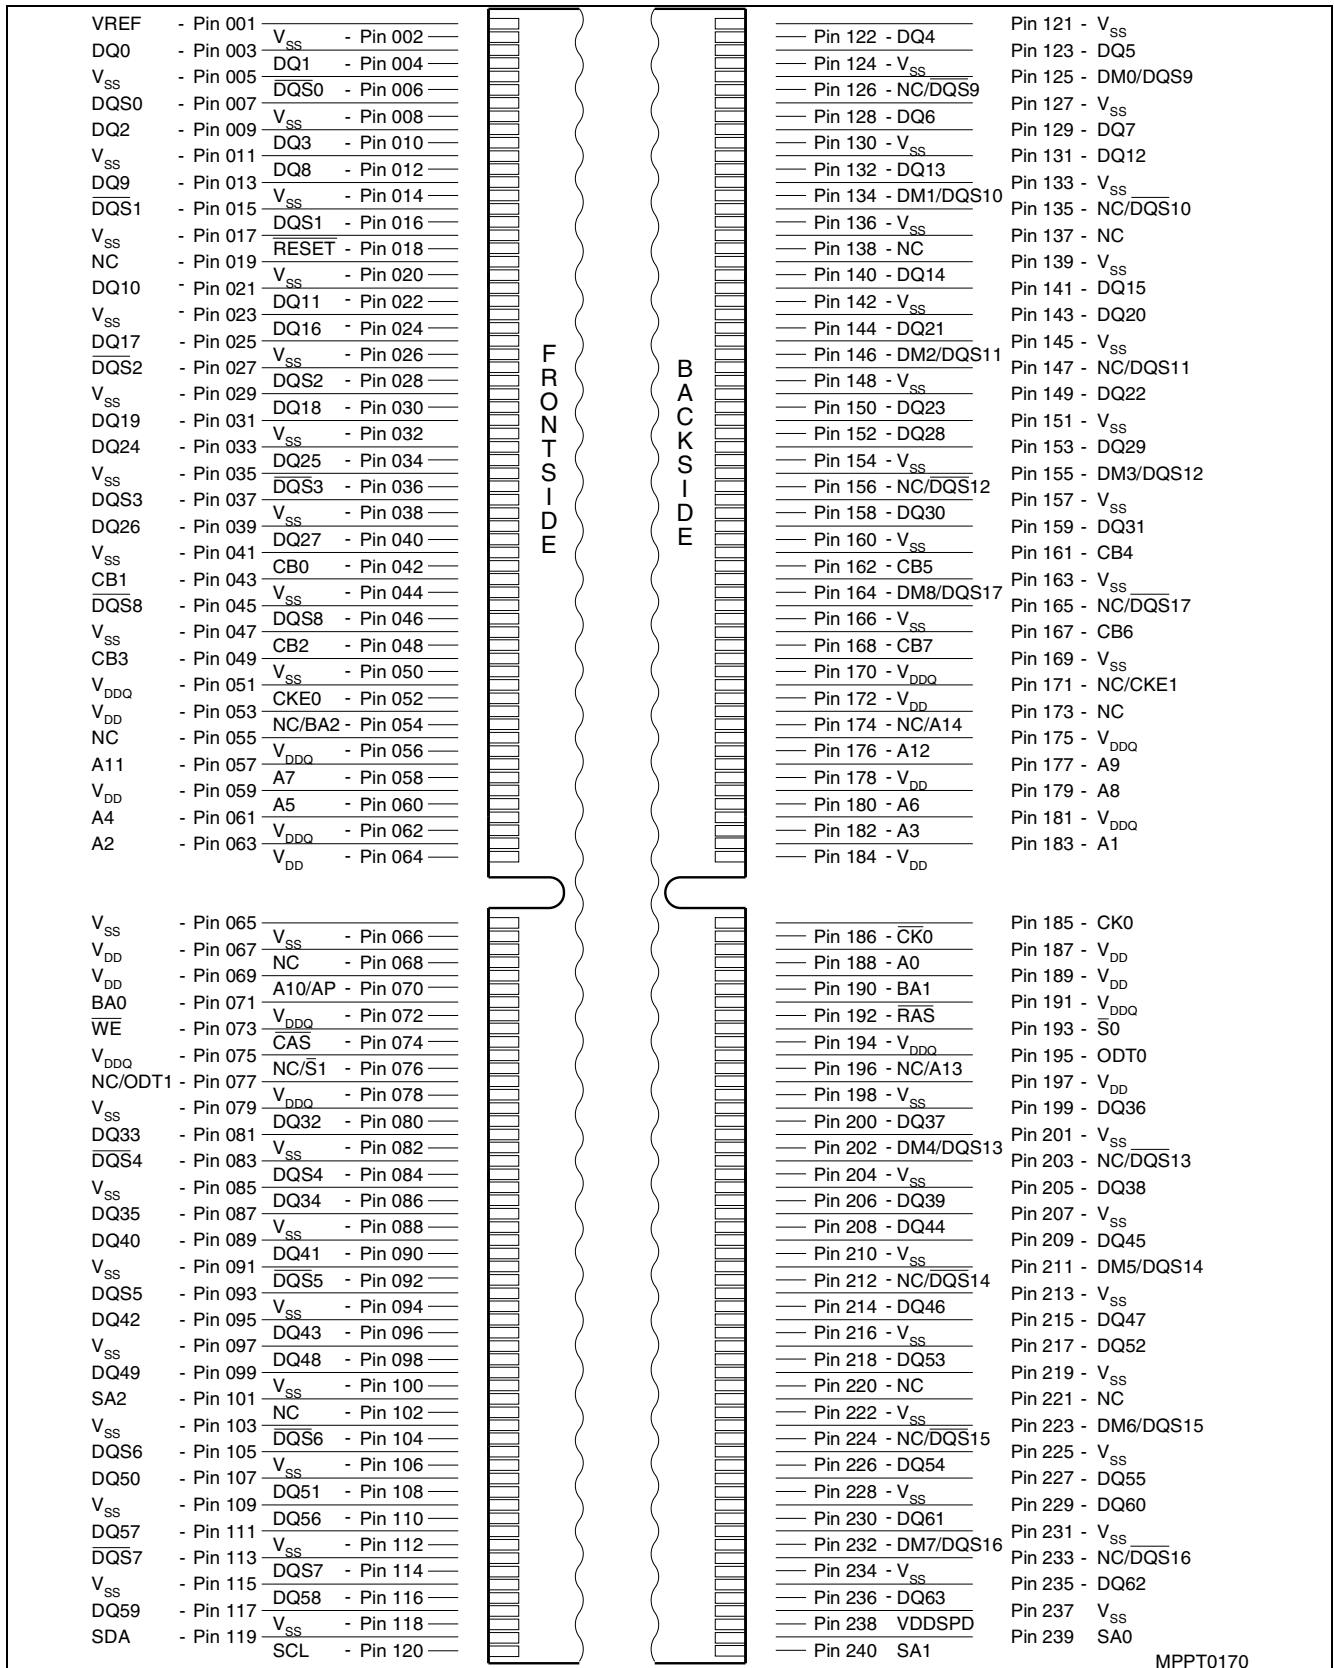 VREF - Pin 001
VSS - Pin 002
DQ0 - Pin 003
DQ1 - Pin 004
VSS - Pin 005
DQS0 - Pin 006
DQS0 - Pin 007
VSS - Pin 008
DQ2 - Pin 009
DQ3 - Pin 010
VSS - Pin 011
DQ8 - Pin 012
DQ9 - Pin 013
VSS - Pin 014
DQS1 - Pin 015
DQS1 - Pin 016
VSS - Pin 017
RESET - Pin 018
NC - Pin 019
VSS - Pin 020
DQ10 - Pin 021
DQ11 - Pin 022
VSS - Pin 023
DQ16 - Pin 024
DQ17 - Pin 025
VSS - Pin 026
DQS2 - Pin 027
DQS2 - Pin 028
VSS - Pin 029
DQ18 - Pin 030
DQ19 - Pin 031
VSS - Pin 032
DQ24 - Pin 033
DQ25 - Pin 034
VSS - Pin 035
DQS3 - Pin 036
DQS3 - Pin 037
VSS - Pin 038
DQ26 - Pin 039
DQ27 - Pin 040
VSS - Pin 041
CB0 - Pin 042
CB1 - Pin 043
VSS - Pin 044
DQS8 - Pin 045
DQS8 - Pin 046
VSS - Pin 047
CB2 - Pin 048
CB3 - Pin 049
VSS - Pin 050
VDDQ - Pin 051
CKE0 - Pin 052
VDD - Pin 053
NC/BA2 - Pin 054
NC - Pin 055
VDDQ - Pin 056
A11 - Pin 057
A7 - Pin 058
VDD - Pin 059
A5 - Pin 060
A4 - Pin 061
VDDQ - Pin 062
A2 - Pin 063
VDD - Pin 064
VSS - Pin 065
VSS - Pin 066
VDD - Pin 067
NC - Pin 068
VDD - Pin 069
A10/AP - Pin 070
BA0 - Pin 071
VDDQ - Pin 072
WE - Pin 073
CAS - Pin 074
VDDQ - Pin 075
NC/S1 - Pin 076
NC/ODT1 - Pin 077
VDDQ - Pin 078
VSS - Pin 079
DQ32 - Pin 080
DQ33 - Pin 081
VSS - Pin 082
DQS4 - Pin 083
DQS4 - Pin 084
VSS - Pin 085
DQ34 - Pin 086
DQ35 - Pin 087
VSS - Pin 088
DQ40 - Pin 089
DQ41 - Pin 090
VSS - Pin 091
DQS5 - Pin 092
DQS5 - Pin 093
VSS - Pin 094
DQ42 - Pin 095
DQ43 - Pin 096
VSS - Pin 097
DQ48 - Pin 098
DQ49 - Pin 099
VSS - Pin 100
SA2 - Pin 101
NC - Pin 102
VSS - Pin 103
DQS6 - Pin 104
DQS6 - Pin 105
VSS - Pin 106
DQ50 - Pin 107
DQ51 - Pin 108
VSS - Pin 109
DQ56 - Pin 110
DQ57 - Pin 111
VSS - Pin 112
DQS7 - Pin 113
DQS7 - Pin 114
VSS - Pin 115
DQ58 - Pin 116
DQ59 - Pin 117
VSS - Pin 118
SDA - Pin 119
SCL - Pin 120
FRONTSIDE
BACKSIDE
Pin 121 - VSS
Pin 122 - DQ4
Pin 123 - DQ5
Pin 124 - VSS
Pin 125 - DM0/DQS9
Pin 126 - NC/DQS9
Pin 127 - VSS
Pin 128 - DQ6
Pin 129 - DQ7
Pin 130 - VSS
Pin 131 - DQ12
Pin 132 - DQ13
Pin 133 - VSS
Pin 134 - DM1/DQS10
Pin 135 - NC/DQS10
Pin 136 - VSS
Pin 137 - NC
Pin 138 - NC
Pin 139 - VSS
Pin 140 - DQ14
Pin 141 - DQ15
Pin 142 - VSS
Pin 143 - DQ20
Pin 144 - DQ21
Pin 145 - VSS
Pin 146 - DM2/DQS11
Pin 147 - NC/DQS11
Pin 148 - VSS
Pin 149 - DQ22
Pin 150 - DQ23
Pin 151 - VSS
Pin 152 - DQ28
Pin 153 - DQ29
Pin 154 - VSS
Pin 155 - DM3/DQS12
Pin 156 - NC/DQS12
Pin 157 - VSS
Pin 158 - DQ30
Pin 159 - DQ31
Pin 160 - VSS
Pin 161 - CB4
Pin 162 - CB5
Pin 163 - VSS
Pin 164 - DM8/DQS17
Pin 165 - NC/DQS17
Pin 166 - VSS
Pin 167 - CB6
Pin 168 - CB7
Pin 169 - VSS
Pin 170 - VDDQ
Pin 171 - NC/CKE1
Pin 172 - VDD
Pin 173 - NC
Pin 174 - NC/A14
Pin 175 - VDDQ
Pin 176 - A12
Pin 177 - A9
Pin 178 - VDD
Pin 179 - A8
Pin 180 - A6
Pin 181 - VDDQ
Pin 182 - A3
Pin 183 - A1
Pin 184 - VDD
Pin 185 - CK0
Pin 186 - CK0
Pin 187 - VDD
Pin 188 - A0
Pin 189 - VDD
Pin 190 - BA1
Pin 191 - VDDQ
Pin 192 - RAS
Pin 193 - S0
Pin 194 - VDDQ
Pin 195 - ODT0
Pin 196 - NC/A13
Pin 197 - VDD
Pin 198 - VSS
Pin 199 - DQ36
Pin 200 - DQ37
Pin 201 - VSS
Pin 202 - DM4/DQS13
Pin 203 - NC/DQS13
Pin 204 - VSS
Pin 205 - DQ38
Pin 206 - DQ39
Pin 207 - VSS
Pin 208 - DQ44
Pin 209 - DQ45
Pin 210 - VSS
Pin 211 - DM5/DQS14
Pin 212 - NC/DQS14
Pin 213 - VSS
Pin 214 - DQ46
Pin 215 - DQ47
Pin 216 - VSS
Pin 217 - DQ52
Pin 218 - DQ53
Pin 219 - VSS
Pin 220 - NC
Pin 221 - NC
Pin 222 - VSS
Pin 223 - DM6/DQS15
Pin 224 - NC/DQS15
Pin 225 - VSS
Pin 226 - DQ54
Pin 227 - DQ55
Pin 228 - VSS
Pin 229 - DQ60
Pin 230 - DQ61
Pin 231 - VSS
Pin 232 - DM7/DQS16
Pin 233 - NC/DQS16
Pin 234 - VSS
Pin 235 - DQ62
Pin 236 - DQ63
Pin 237 VSS
Pin 238 VDDSPD
Pin 239 SA0
Pin 240 SA1
MPPT0170